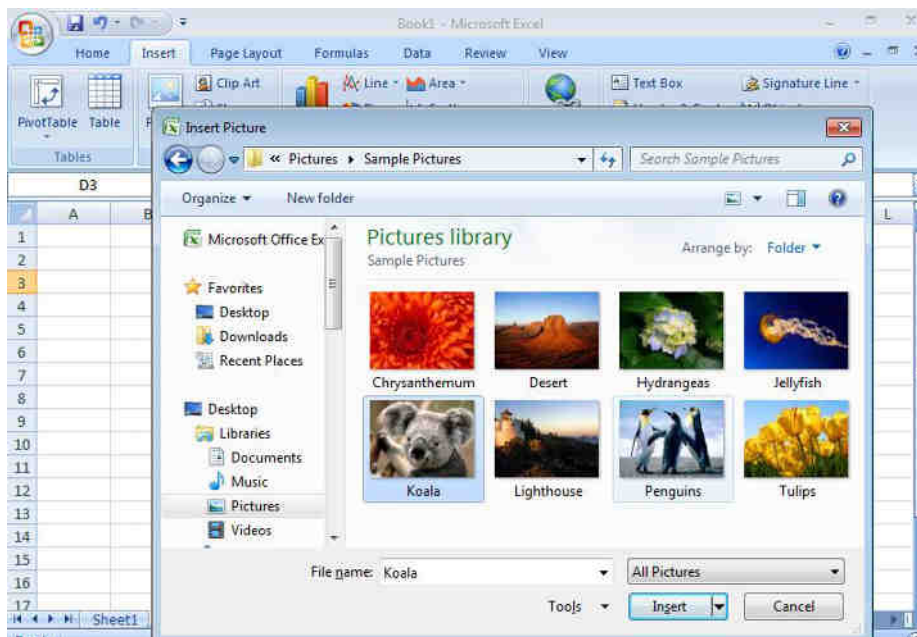 Book1 - Microsoft Excel
Home Insert Page Layout Formulas Data Review View
Clip Art Line Area Text Box Signature Line
PivotTable Table
Tables
Insert Picture
« Pictures Sample Pictures Search Sample Pictures
D3
Organize New folder
A B L
Microsoft Office Ex
Pictures library
Sample Pictures
Arrange by: Folder
Favorites
Desktop
Downloads
Recent Places
Chrysanthemum Desert Hydrangeas Jellyfish
Desktop
Libraries
Documents
Music
Pictures
Videos
Koala Lighthouse Penguins Tulips
1
2
3
4
5
6
7
8
9
10
11
12
13
14
15
16
17
File name: Koala All Pictures
Tools Insert Cancel
Sheet1